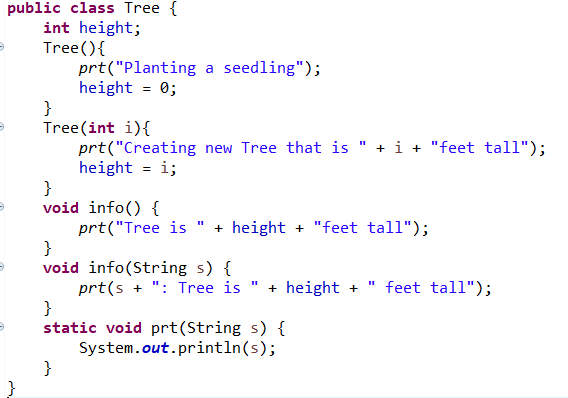 public class Tree {
    int height;
    Tree(){
        prt("Planting a seedling");
        height = 0;
    }
    Tree(int i){
        prt("Creating new Tree that is " + i + "feet tall");
        height = i;
    }
    void info() {
        prt("Tree is " + height + "feet tall");
    }
    void info(String s) {
        prt(s + ": Tree is " + height + " feet tall");
    }
    static void prt(String s) {
        System.out.println(s);
    }
}